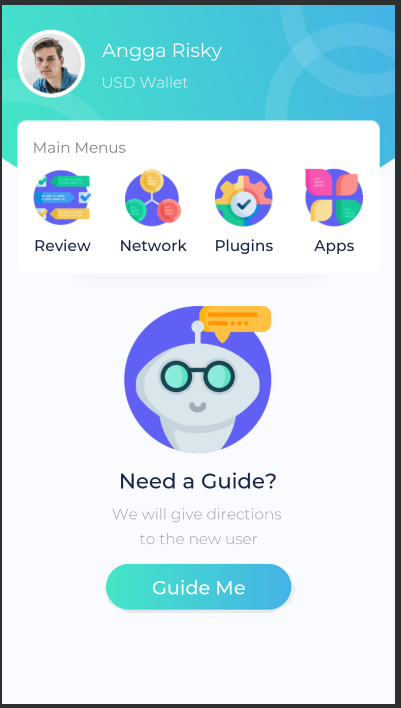 Angga Risky
USD Wallet
Main Menus
Review
Network
Plugins
Apps
Need a Guide?
We will give directions
to the new user
Guide Me